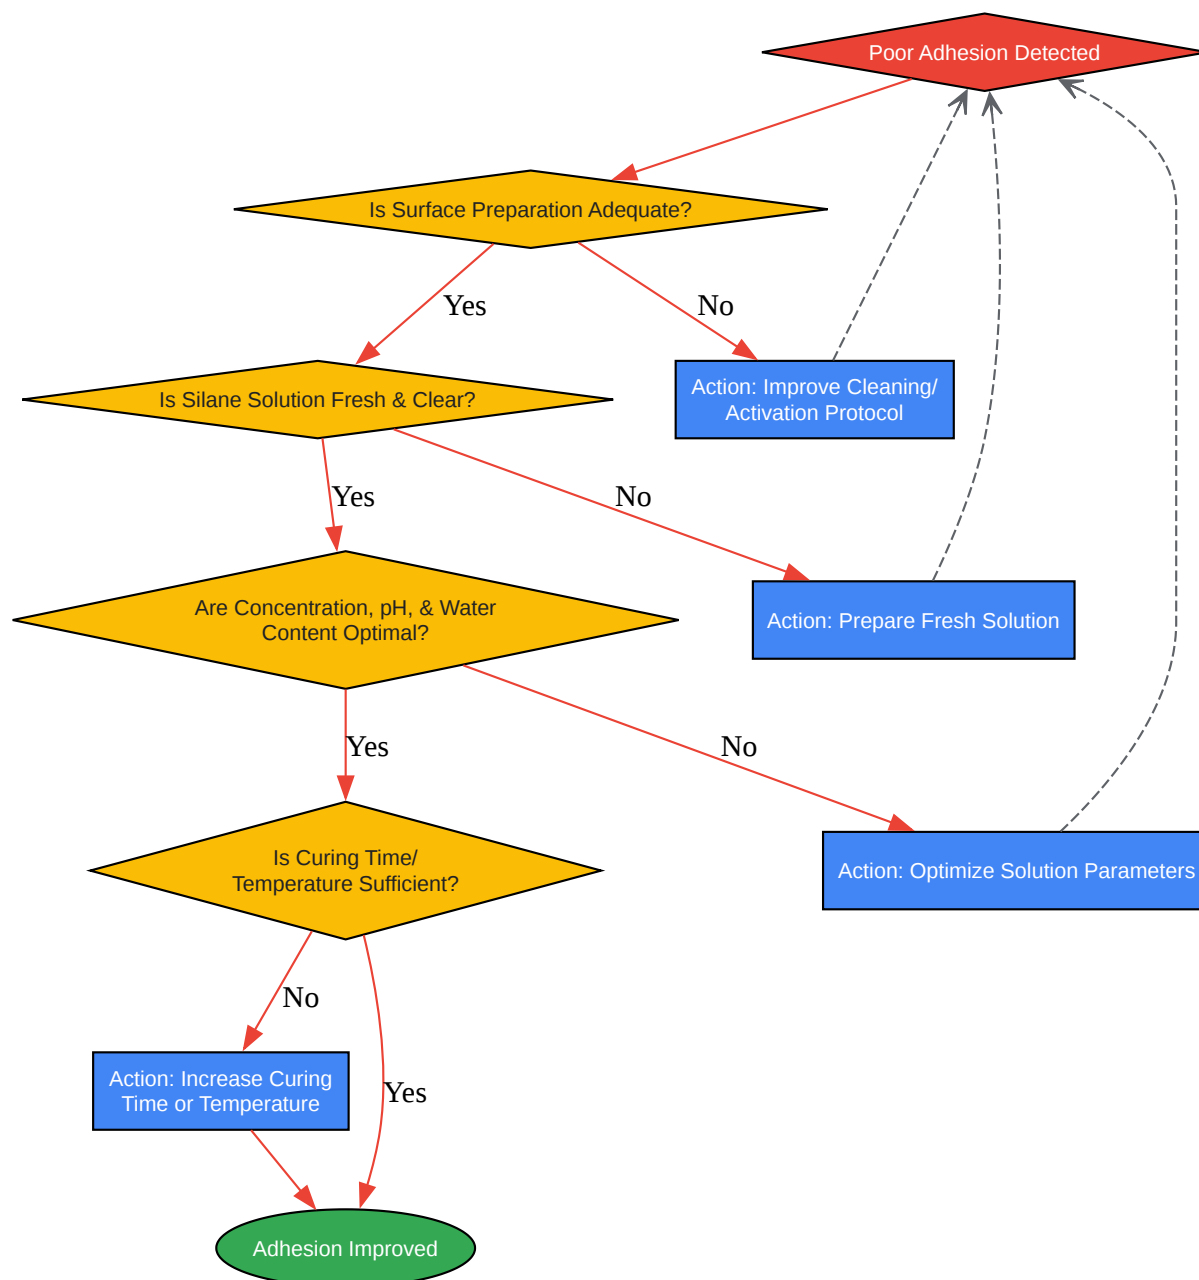 Poor Adhesion Detected
Is Surface Preparation Adequate?
Yes
No
Is Silane Solution Fresh & Clear?
Action: Improve Cleaning/
Activation Protocol
Yes
No
Are Concentration, pH, & Water
Content Optimal?
Action: Prepare Fresh Solution
Yes
No
Is Curing Time/
Temperature Sufficient?
Action: Optimize Solution Parameters
No
Action: Increase Curing
Time or Temperature
Yes
Adhesion Improved